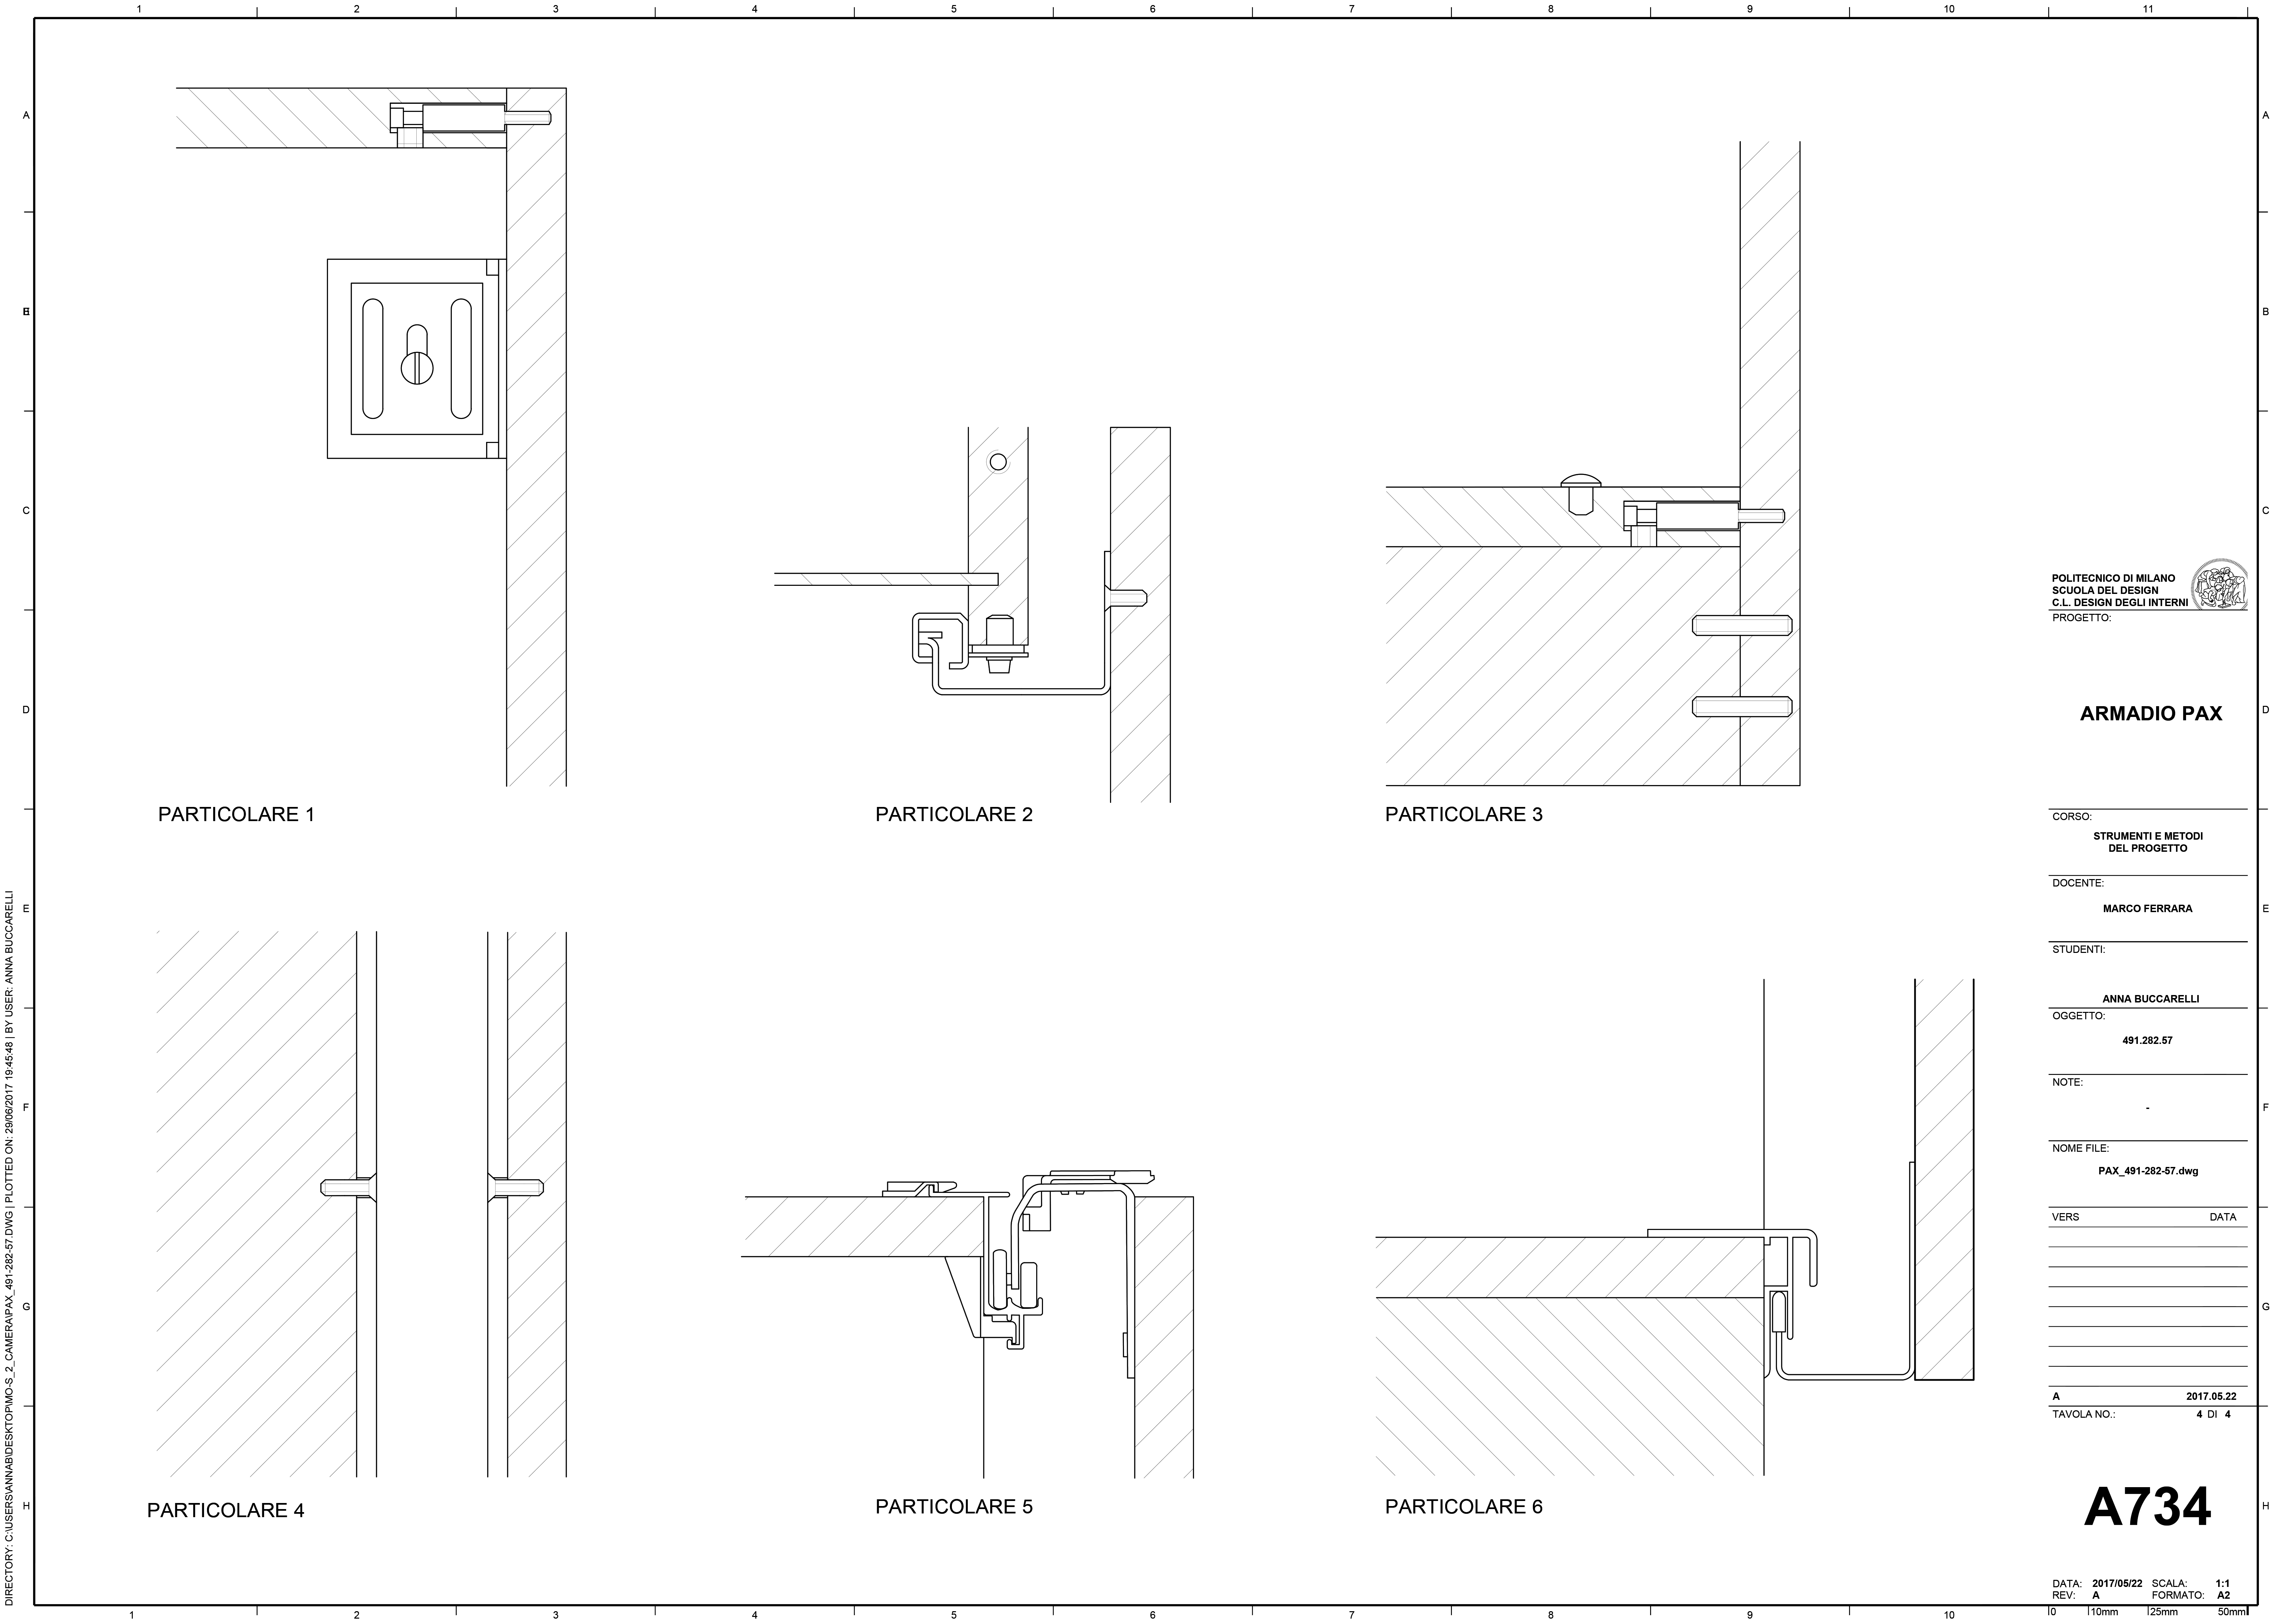 1 2 3 4 5 6 7 8 9 10 11
A A
B B
C C
D D
E E
F F
G G
H H
PARTICOLARE 1
PARTICOLARE 2
PARTICOLARE 3
PARTICOLARE 4
PARTICOLARE 5
PARTICOLARE 6
DIRECTORY: C:\USERS\ANNAB\DESKTOP\MO-S_2_CAMERA\PAX_491-282-57.DWG | PLOTTED ON: 29/06/2017 19:45:48 | BY USER: ANNA BUCCARELLI
POLITECNICO DI MILANO
SCUOLA DEL DESIGN
C.L. DESIGN DEGLI INTERNI
PROGETTO:
ARMADIO PAX
CORSO:
STRUMENTI E METODI
DEL PROGETTO
DOCENTE:
MARCO FERRARA
STUDENTI:
ANNA BUCCARELLI
OGGETTO:
491.282.57
NOTE:
-
NOME FILE:
PAX_491-282-57.dwg
VERS DATA
A 2017.05.22
TAVOLA NO.: 4 DI 4
A734
DATA: 2017/05/22 SCALA: 1:1
REV: A FORMATO: A2
0 10mm 25mm 50mm
1 2 3 4 5 6 7 8 9 10